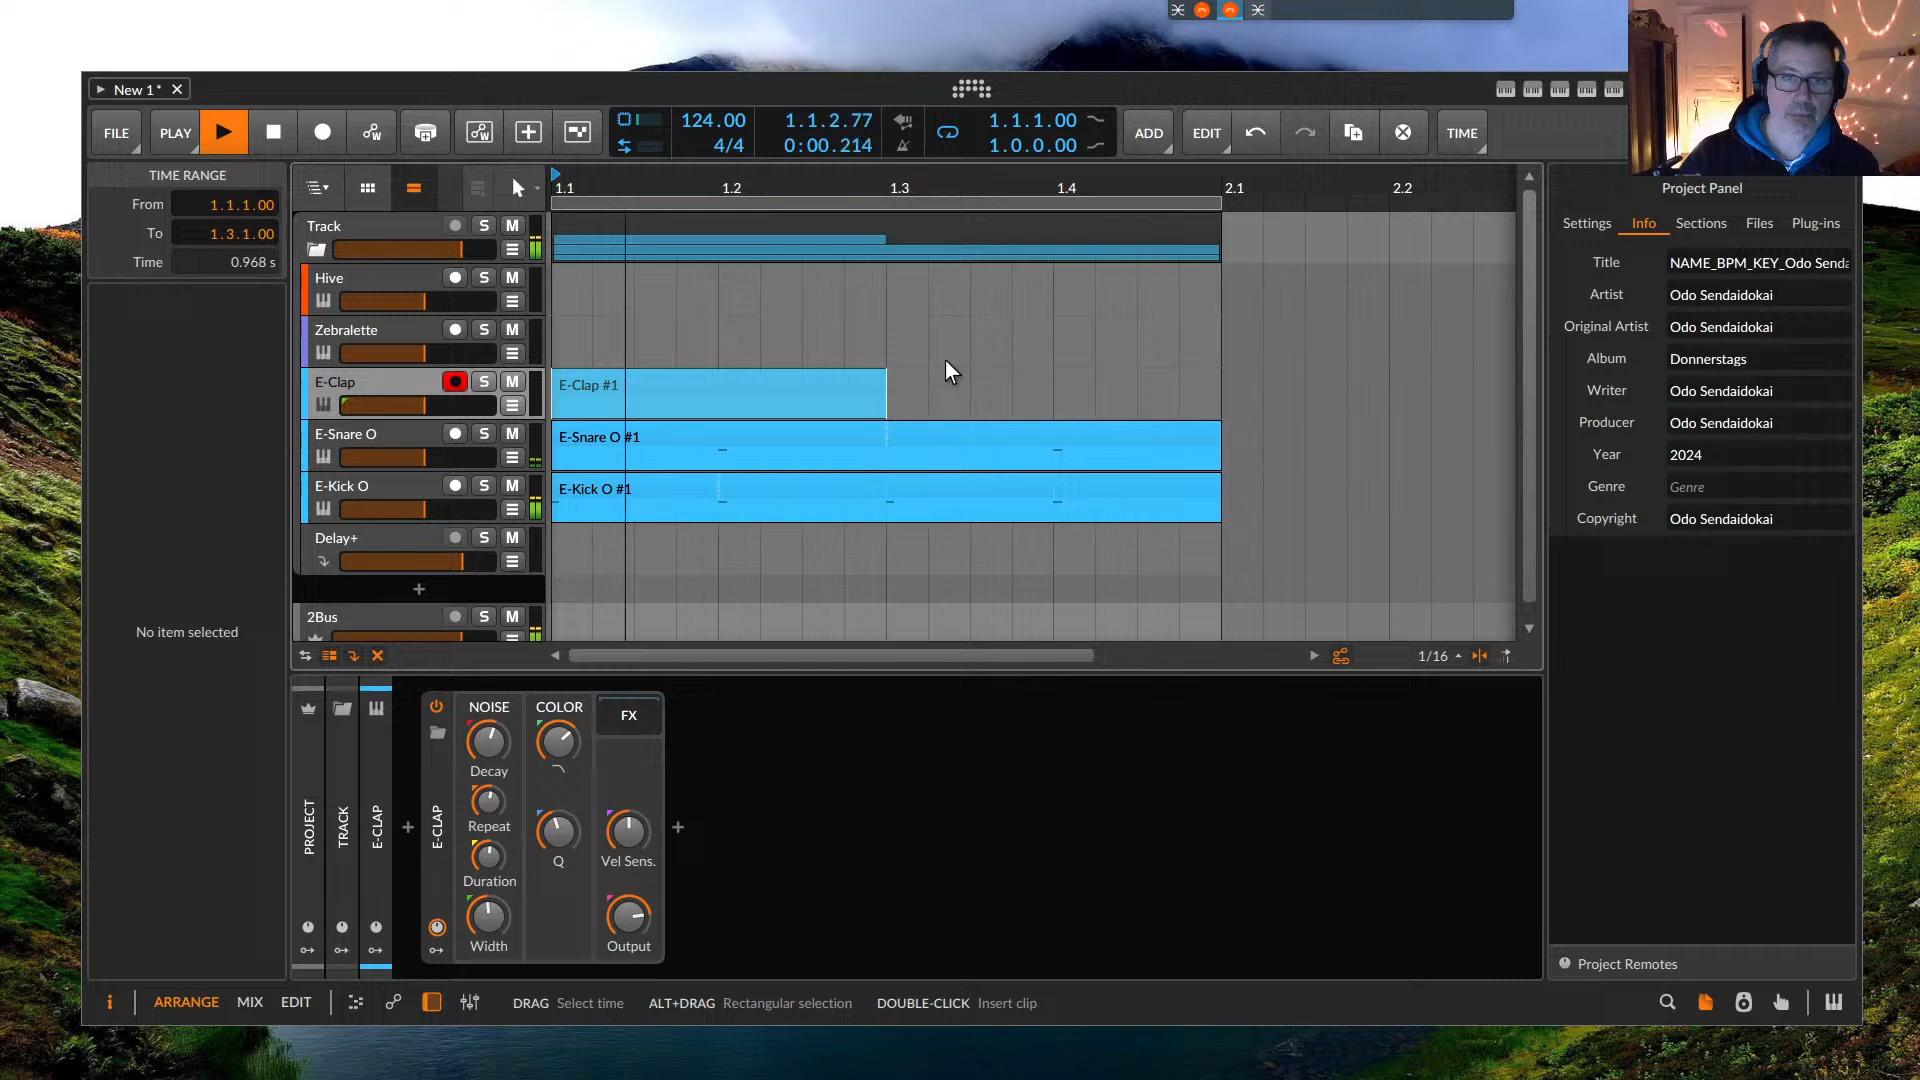 New 1* ✕
FILE PLAY 124.00 1.1.2.77 1.1.1.00 ADD EDIT TIME
4/4 0:00.214 1.0.0.00
TIME RANGE
From 1.1.1.00
To 1.3.1.00
Time 0.968 s
No item selected
1.1 1.2 1.3 1.4 2.1 2.2
Track S M
Hive S M
Zebralette S M
E-Clap S M
E-Clap #1
E-Snare O S M
E-Snare O #1
E-Kick O S M
E-Kick O #1
Delay+ S M
+
2Bus S M
1/16
Project Panel
Settings Info Sections Files Plug-ins
Title NAME_BPM_KEY_Odo Senda
Artist Odo Sendaidokai
Original Artist Odo Sendaidokai
Album Donnerstags
Writer Odo Sendaidokai
Producer Odo Sendaidokai
Year 2024
Genre Genre
Copyright Odo Sendaidokai
Project Remotes
PROJECT
TRACK
E-CLAP
+
E-CLAP
NOISE COLOR FX
Decay
Repeat
Duration
Width
Q
Vel Sens.
Output
+
i ARRANGE MIX EDIT DRAG Select time ALT+DRAG Rectangular selection DOUBLE-CLICK Insert clip